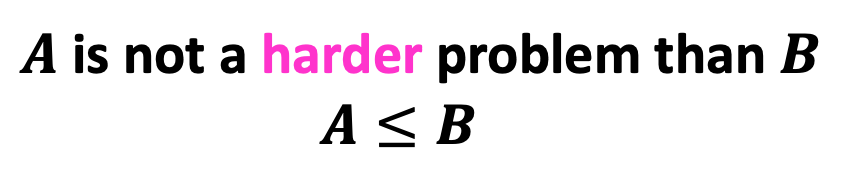 A is not a harder problem than B
A ≤ B